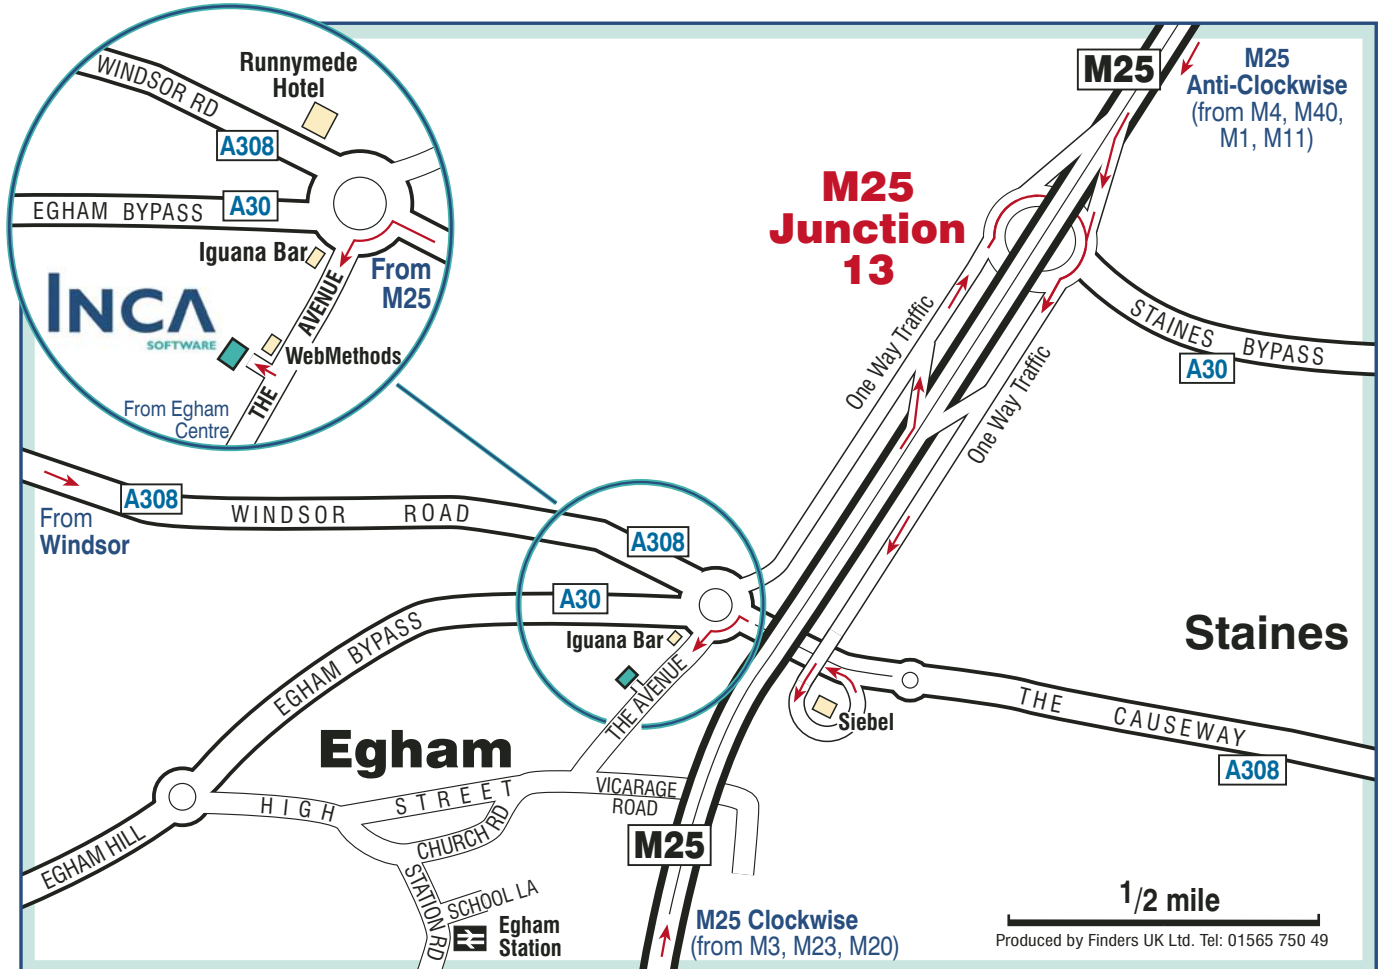 Runnymede
Hotel
WINDSOR RD
A308
A30
EGHAM BYPASS
Iguana Bar
From
M25
INCA
SOFTWARE
THE AVENUE
WebMethods
From Egham
Centre
M25
M25
Anti-Clockwise
(from M4, M40,
M1, M11)
M25
Junction
13
One Way Traffic
One Way Traffic
STAINES BYPASS
A30
A308
From
Windsor
WINDSOR ROAD
A308
A30
EGHAM BYPASS
Iguana Bar
THE AVENUE
Staines
Siebel
THE CAUSEWAY
A308
Egham
HIGH STREET
VICARAGE
ROAD
CHURCH RD
EGHAM HILL
STATION RD
SCHOOL LA
Egham
Station
M25
M25 Clockwise
(from M3, M23, M20)
1/2 mile
Produced by Finders UK Ltd. Tel: 01565 750 49